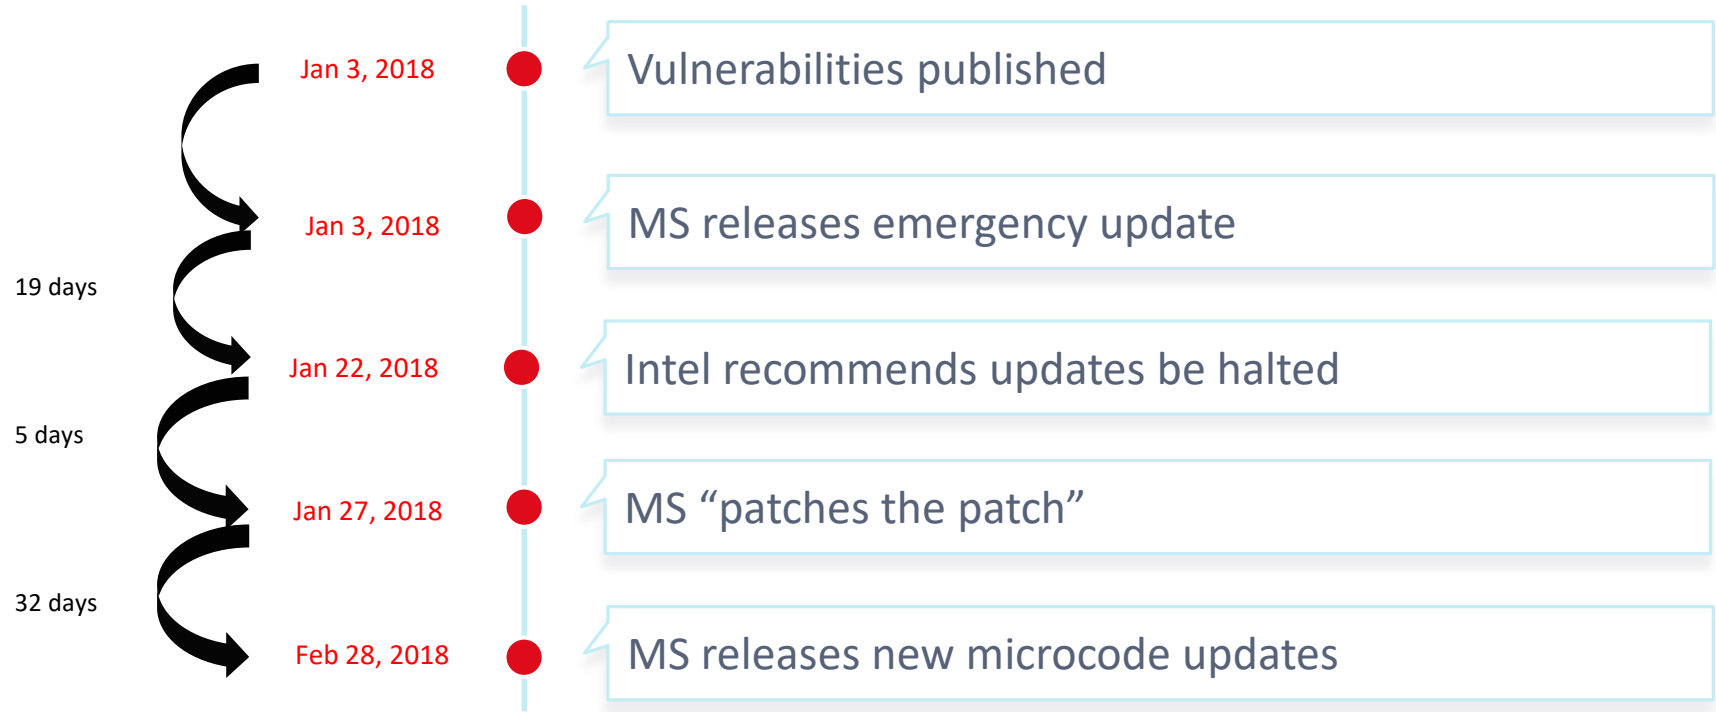 Jan 3, 2018
Vulnerabilities published
Jan 3, 2018
MS releases emergency update
19 days
Jan 22, 2018
Intel recommends updates be halted
5 days
Jan 27, 2018
MS “patches the patch”
32 days
Feb 28, 2018
MS releases new microcode updates